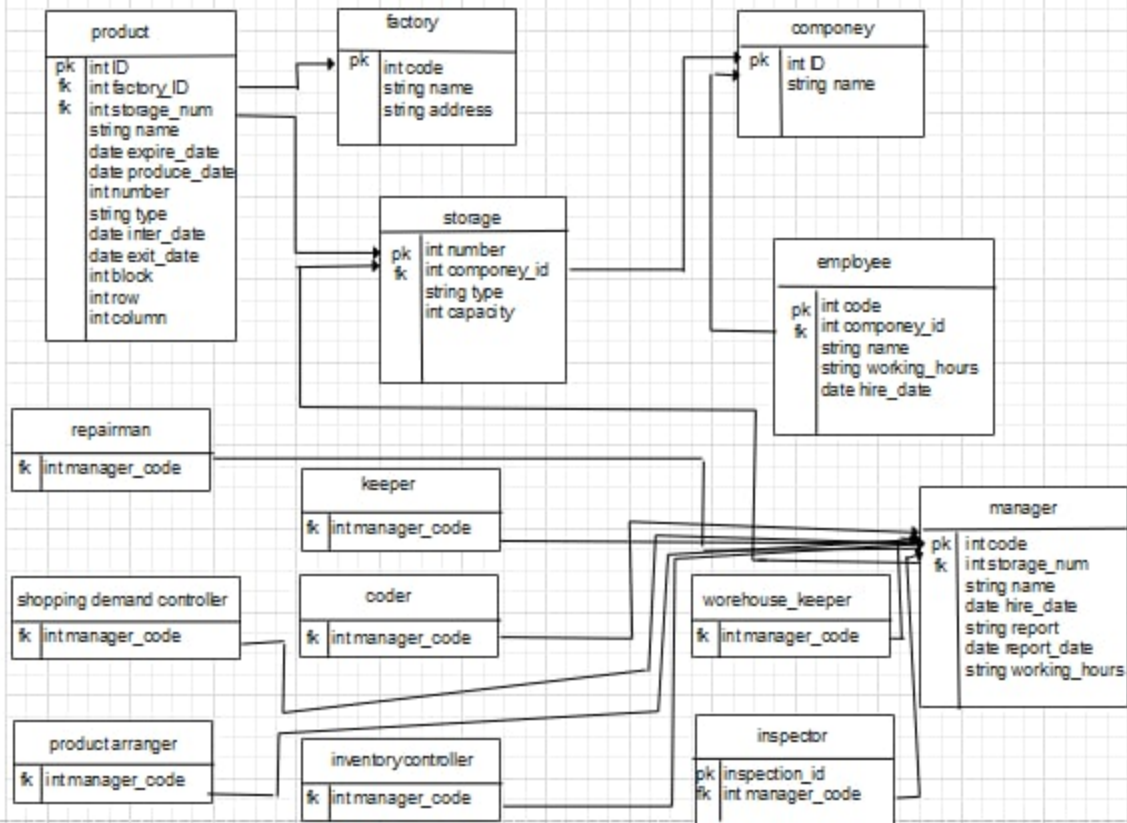 product
pk int ID
fk int factory_ID
fk int storage_num
string name
date expire_date
date produce_date
int number
string type
date inter_date
date exit_date
int block
int row
int column
factory
pk int code
string name
string address
componey
pk int ID
string name
storage
pk int number
fk int componey_id
string type
int capacity
employee
pk int code
fk int componey_id
string name
string working_hours
date hire_date
repairman
fk int manager_code
keeper
fk int manager_code
manager
pk int code
fk int storage_num
string name
date hire_date
string report
date report_date
string working_hours
shopping demand controller
fk int manager_code
coder
fk int manager_code
worehouse_keeper
fk int manager_code
product arranger
fk int manager_code
inventory controller
fk int manager_code
inspector
pk inspection_id
fk int manager_code